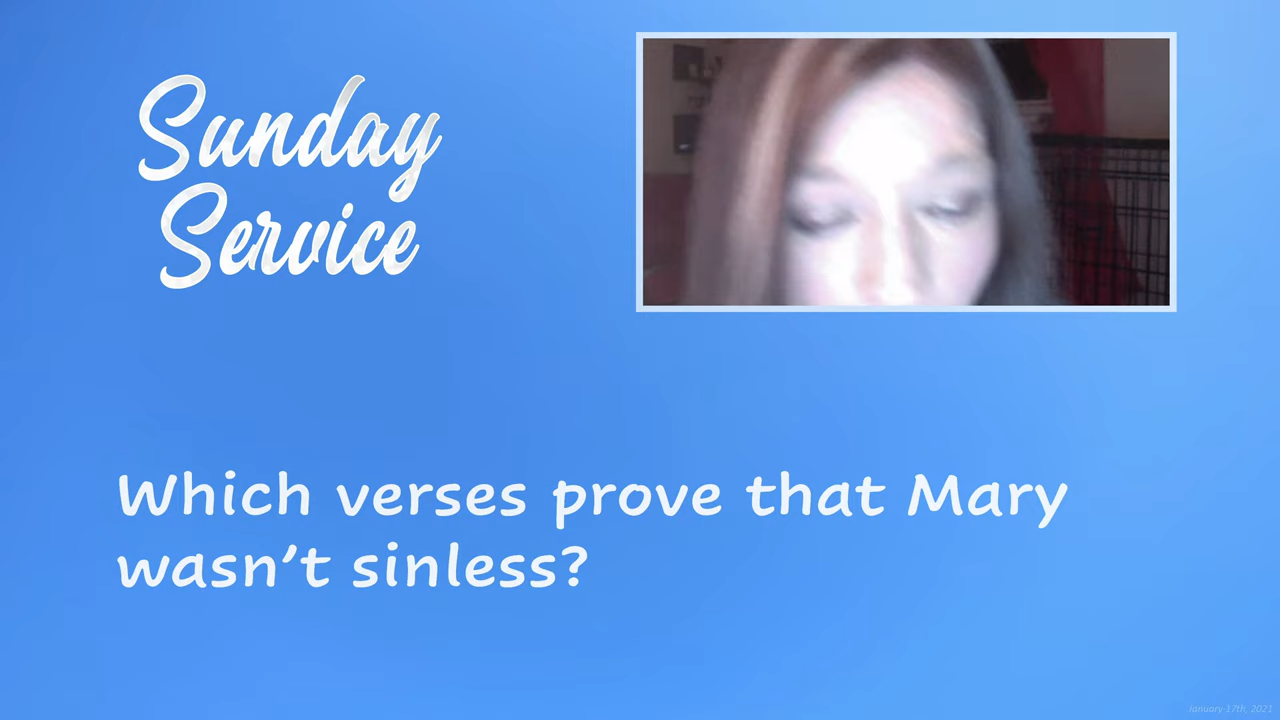 Sunday
Service
Which verses prove that Mary
wasn't sinless?
January 17th, 2021